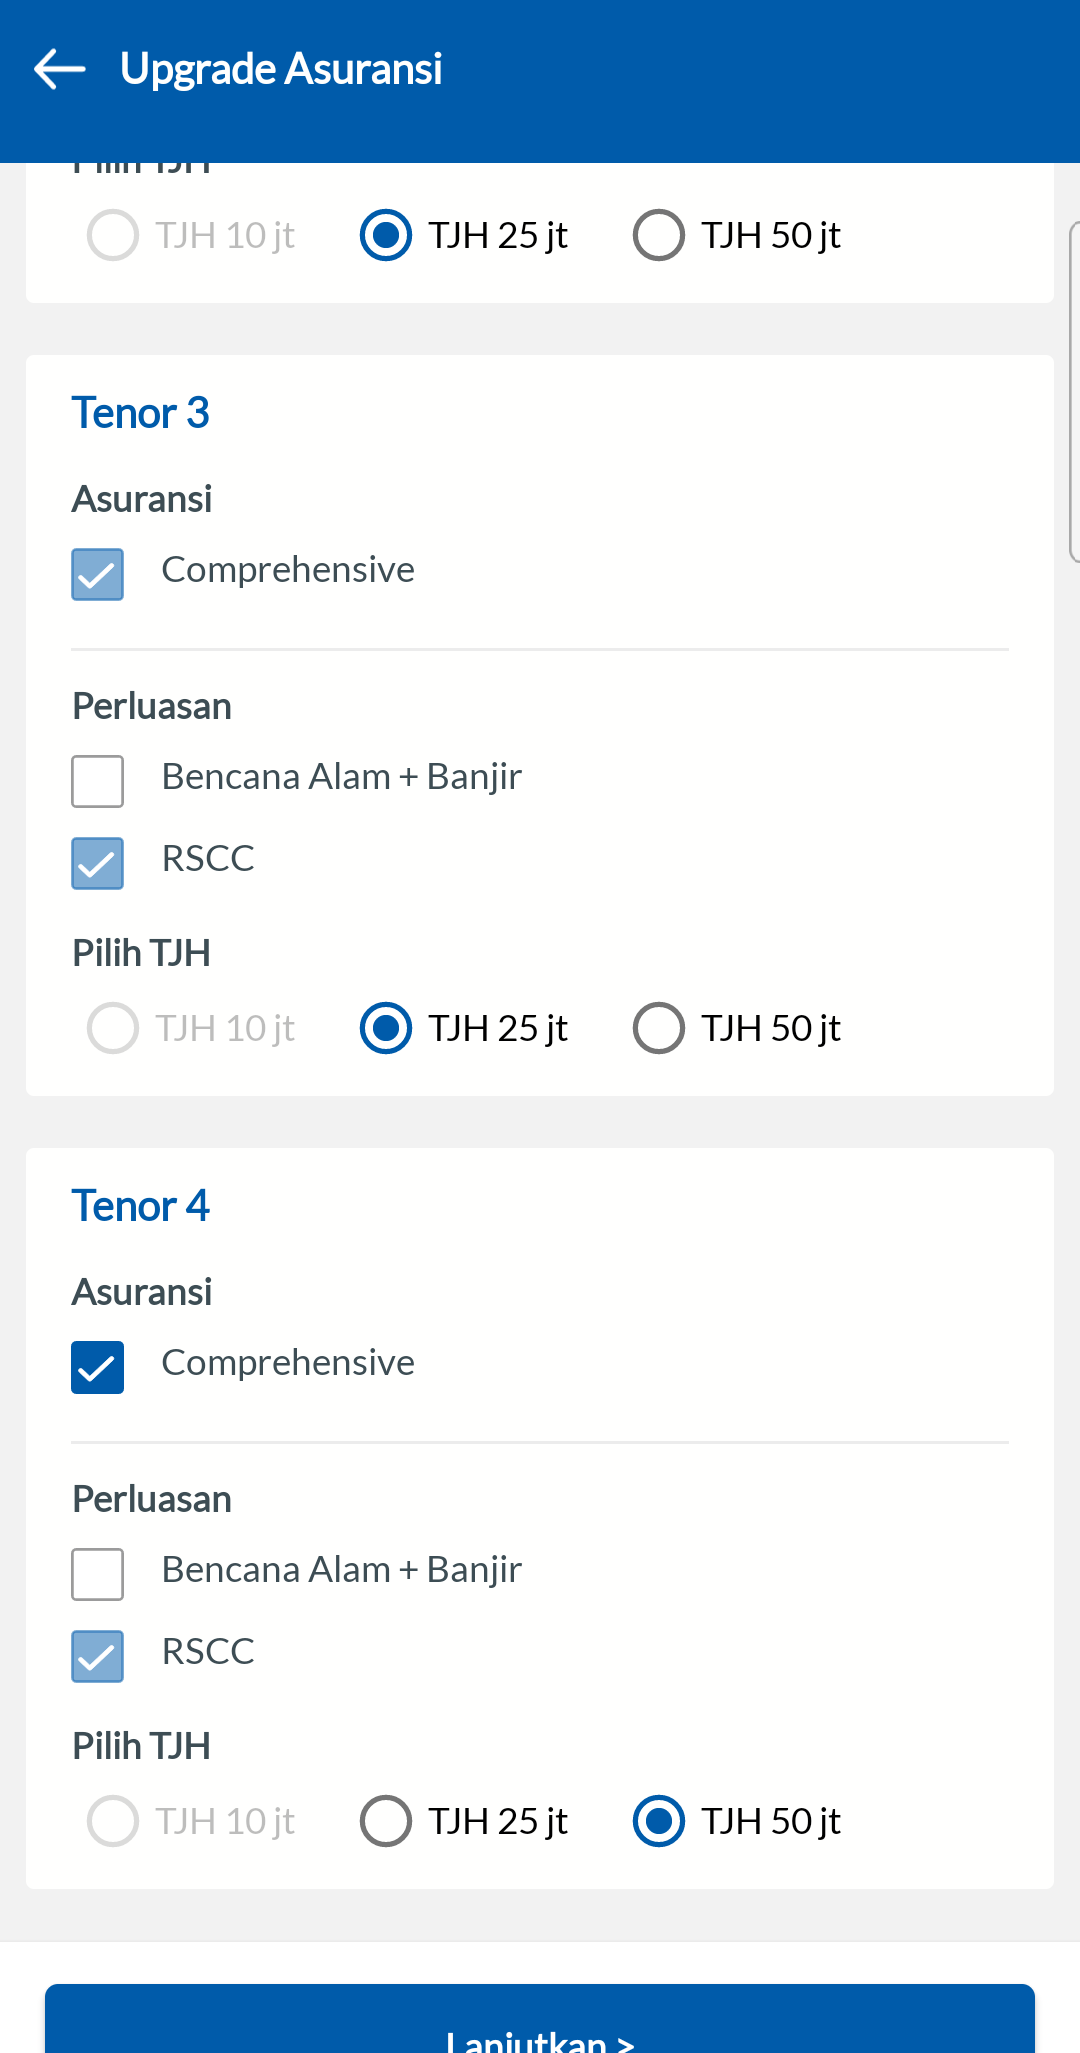 Upgrade Asuransi
Pilih TJH
TJH 10 jt TJH 25 jt TJH 50 jt
Tenor 3
Asuransi
Comprehensive
Perluasan
Bencana Alam + Banjir
RSCC
Pilih TJH
TJH 10 jt TJH 25 jt TJH 50 jt
Tenor 4
Asuransi
Comprehensive
Perluasan
Bencana Alam + Banjir
RSCC
Pilih TJH
TJH 10 jt TJH 25 jt TJH 50 jt
Lanjutkan >